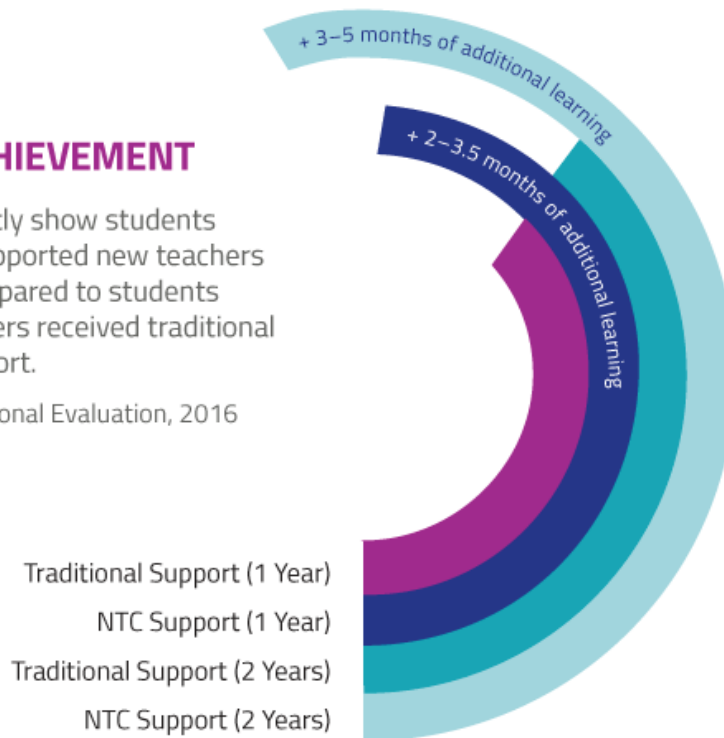 + 3–5 months of additional learning
+ 2–3.5 months of additional learning
HIEVEMENT
tly show students
pported new teachers
pared to students
ers received traditional
ort.
onal Evaluation, 2016
Traditional Support (1 Year)
NTC Support (1 Year)
Traditional Support (2 Years)
NTC Support (2 Years)